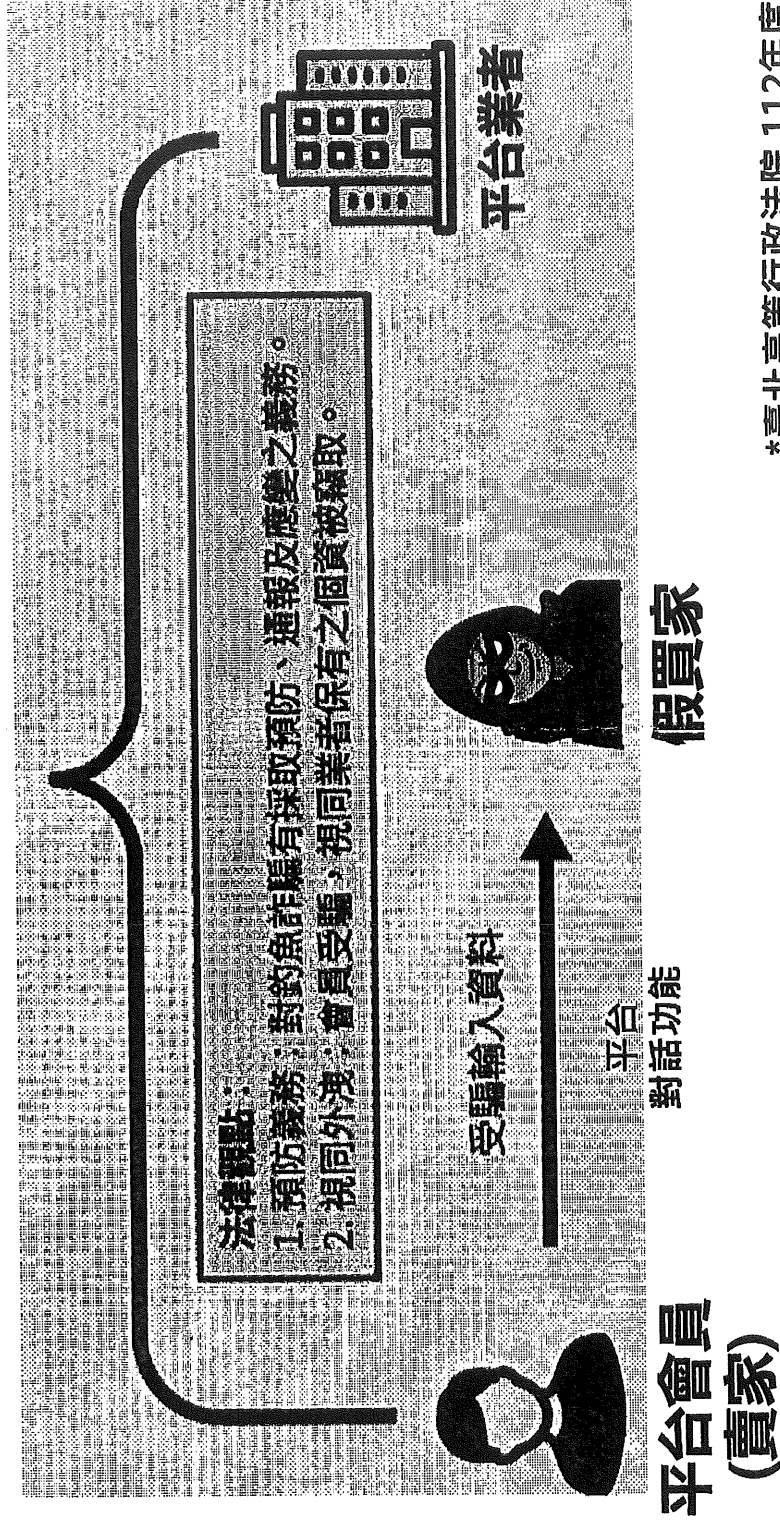 法律觀點：
1. 預防義務：對釣魚詐騙有採取預防、通報及應變之義務。
2. 視同外洩：會員受騙，視同業者保有之個資被竊取。
平台業者
受騙輸入資料
平台
對話功能
平台會員
(賣家)
假買家
*臺北高等行政法院 112年度